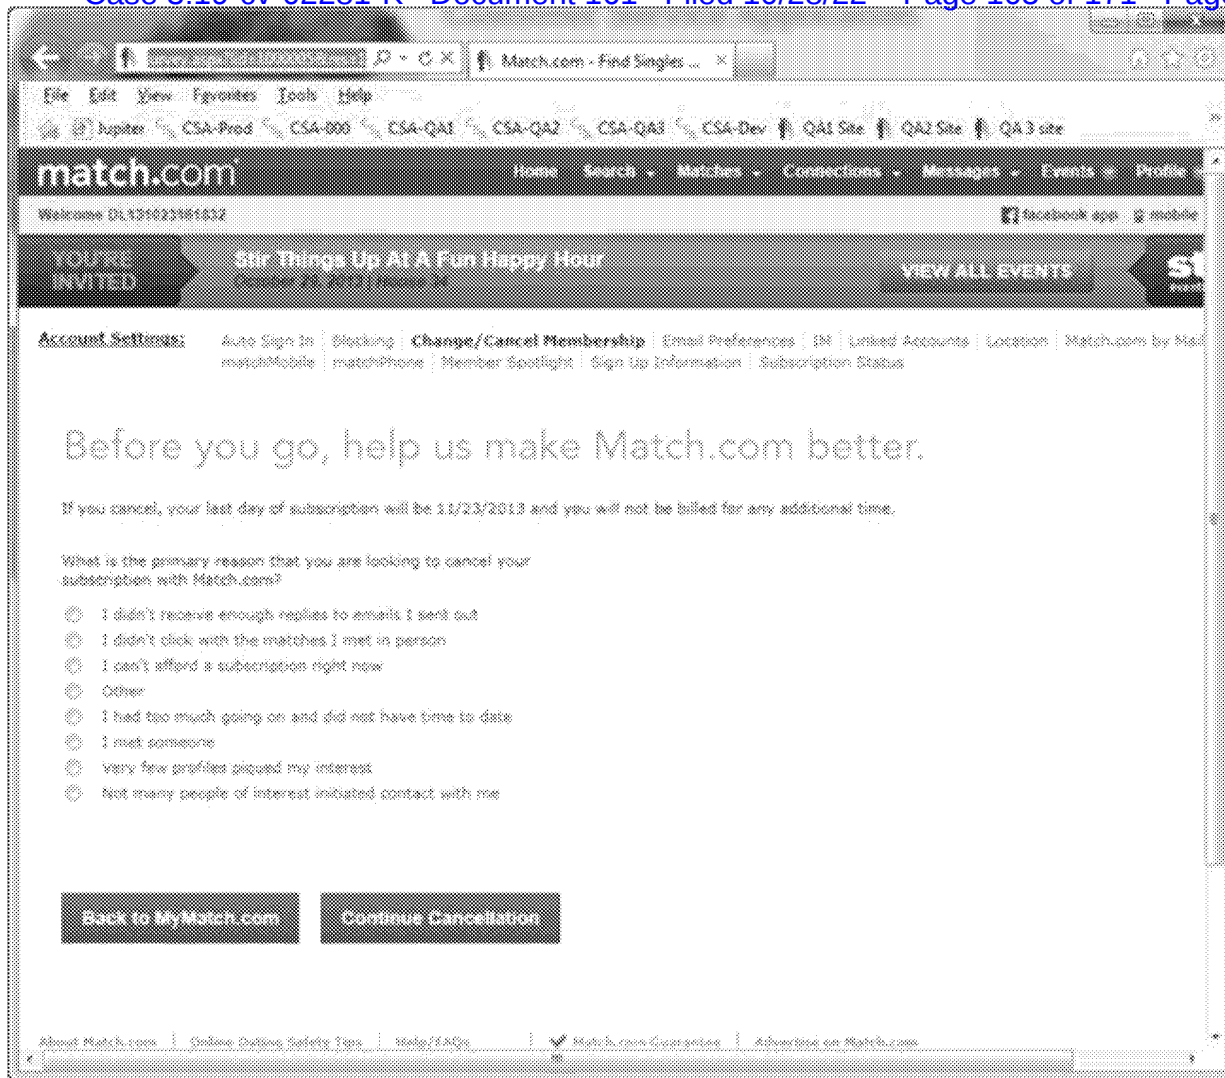 Case 3:19-cv-02281-K Document 161 Filed 10/28/22 Page 165 of 171 Page
Match.com - Find Singles ... ×
File Edit View Favorites Tools Help
Jupiter CSA-Prod CSA-000 CSA-QA1 CSA-QA2 CSA-QA3 CSA-Dev QA1 Site QA2 Site QA 3 site
match.com Home Search Matches Connections Messages Events Profile
Welcome DL131023161832 facebook app mobile
YOU'RE INVITED
Stir Things Up At A Fun Happy Hour
VIEW ALL EVENTS
Account Settings: Auto Sign In Blocking Change/Cancel Membership Email Preferences IM Linked Accounts Location Match.com by Mail
matchMobile matchPhone Member Spotlight Sign Up Information Subscription Status
Before you go, help us make Match.com better.
If you cancel, your last day of subscription will be 11/23/2013 and you will not be billed for any additional time.
What is the primary reason that you are looking to cancel your
subscription with Match.com?
I didn't receive enough replies to emails I sent out
I didn't click with the matches I met in person
I can't afford a subscription right now
Other
I had too much going on and did not have time to date
I met someone
Very few profiles piqued my interest
Not many people of interest initiated contact with me
Back to MyMatch.com Continue Cancellation
About Match.com Online Dating Safety Tips Help/FAQs Match.com Guarantee Advertise on Match.com